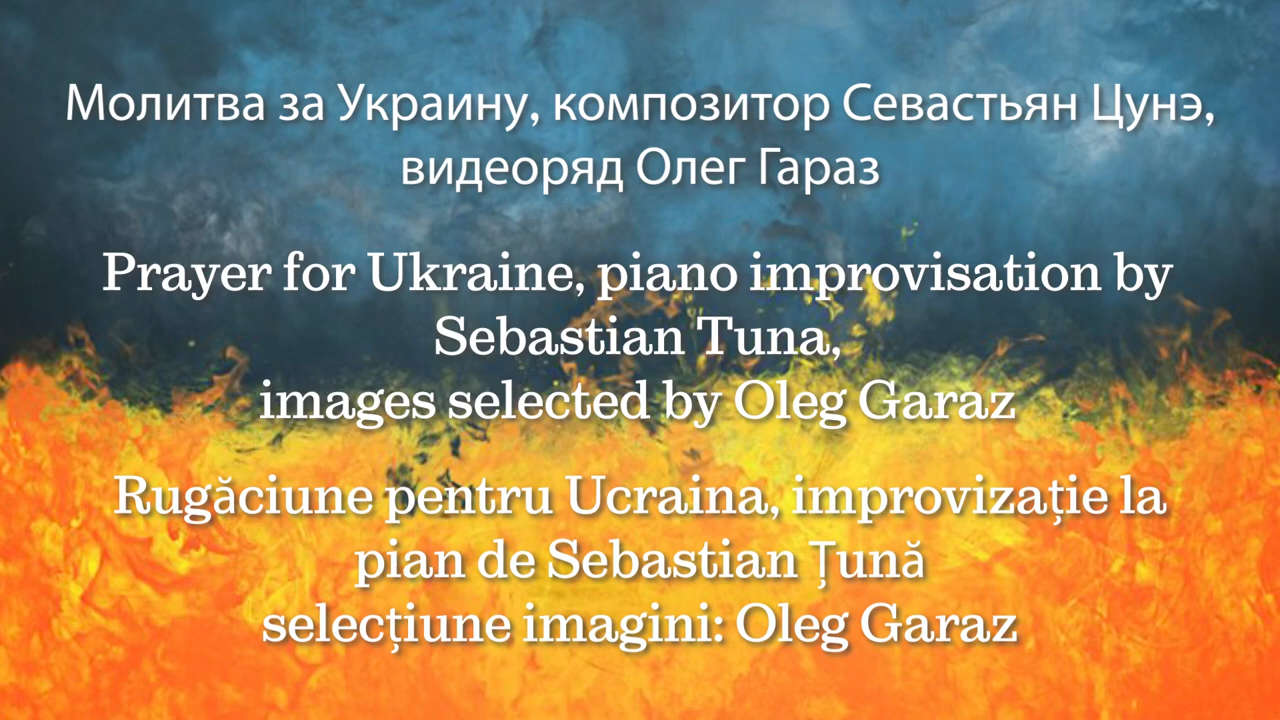 Молитва за Украину, композитор Севастьян Цунэ,
видеоряд Олег Гараз
Prayer for Ukraine, piano improvisation by
Sebastian Tuna,
images selected by Oleg Garaz
Rugăciune pentru Ucraina, improvizație la
pian de Sebastian Țună
selecțiune imagini: Oleg Garaz